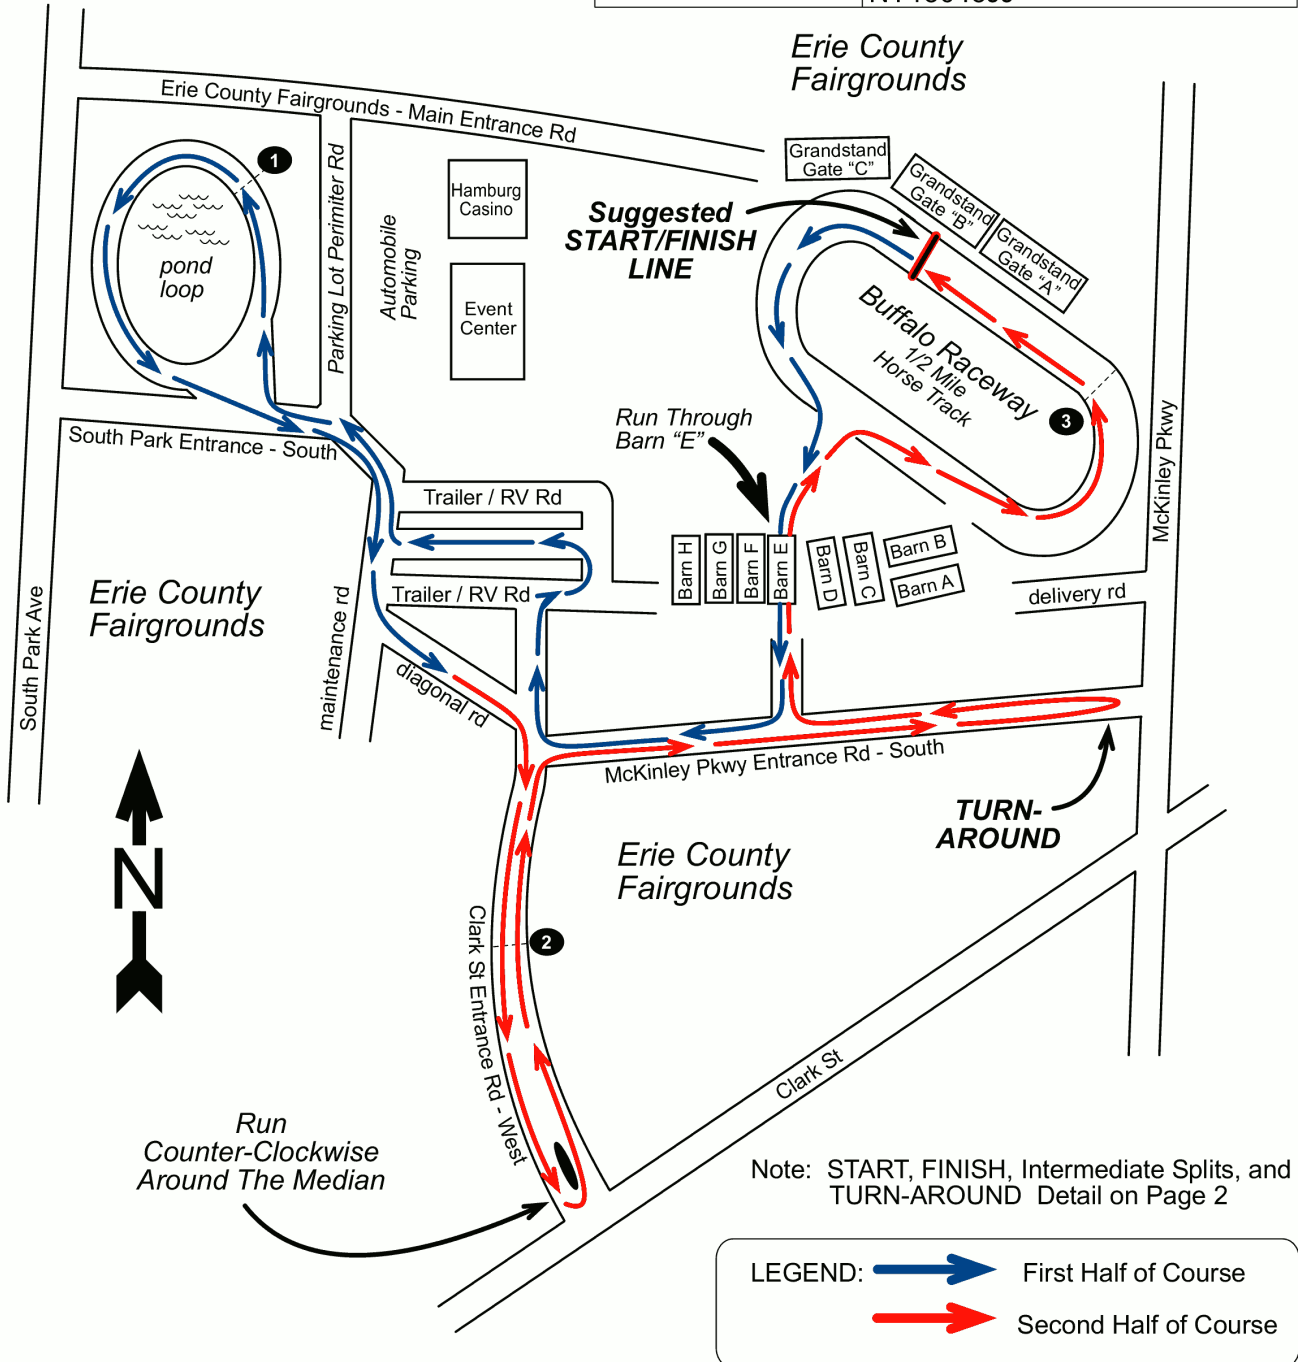 Erie County
Fairgrounds
Erie County Fairgrounds - Main Entrance Rd
1
Parking Lot Perimiter Rd
Automobile
Parking
Hamburg
Casino
Event
Center
pond
loop
Suggested
START/FINISH
LINE
Grandstand
Gate “C”
Grandstand
Gate “B”
Grandstand
Gate “A”
Buffalo Raceway
1/2 Mile
Horse Track
3
McKinley Pkwy
South Park Entrance - South
Run Through
Barn “E”
Trailer / RV Rd
Trailer / RV Rd
Barn H
Barn G
Barn F
Barn E
Barn D
Barn C
Barn B
Barn A
delivery rd
Erie County
Fairgrounds
South Park Ave
maintenance rd
diagonal rd
McKinley Pkwy Entrance Rd - South
TURN-
AROUND
N
Erie County
Fairgrounds
2
Clark St Entrance Rd - West
Clark St
Run
Counter-Clockwise
Around The Median
Note: START, FINISH, Intermediate Splits, and
TURN-AROUND Detail on Page 2
LEGEND:
First Half of Course
Second Half of Course